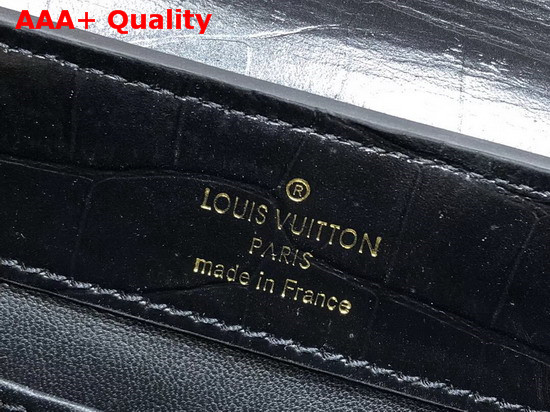 AAA+ Quality
®
LOUIS VUITTON
PARIS
made in France